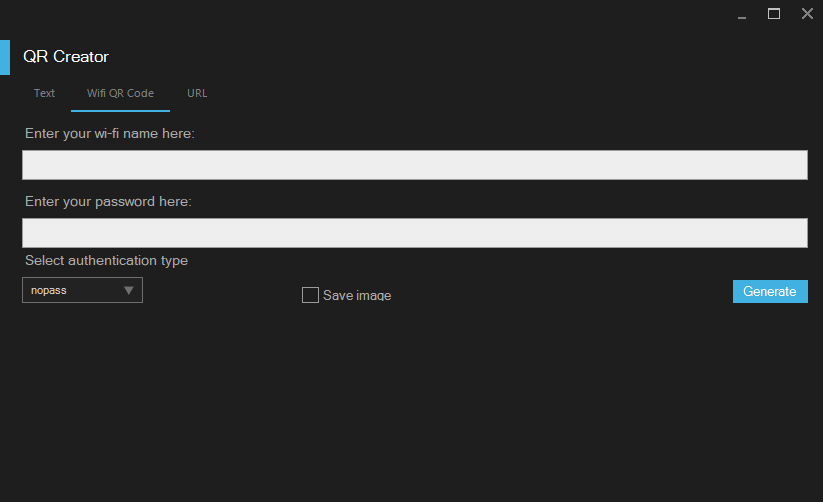 QR Creator
Text Wifi QR Code URL
Enter your wi-fi name here:
Enter your password here:
Select authentication type
nopass Save image Generate